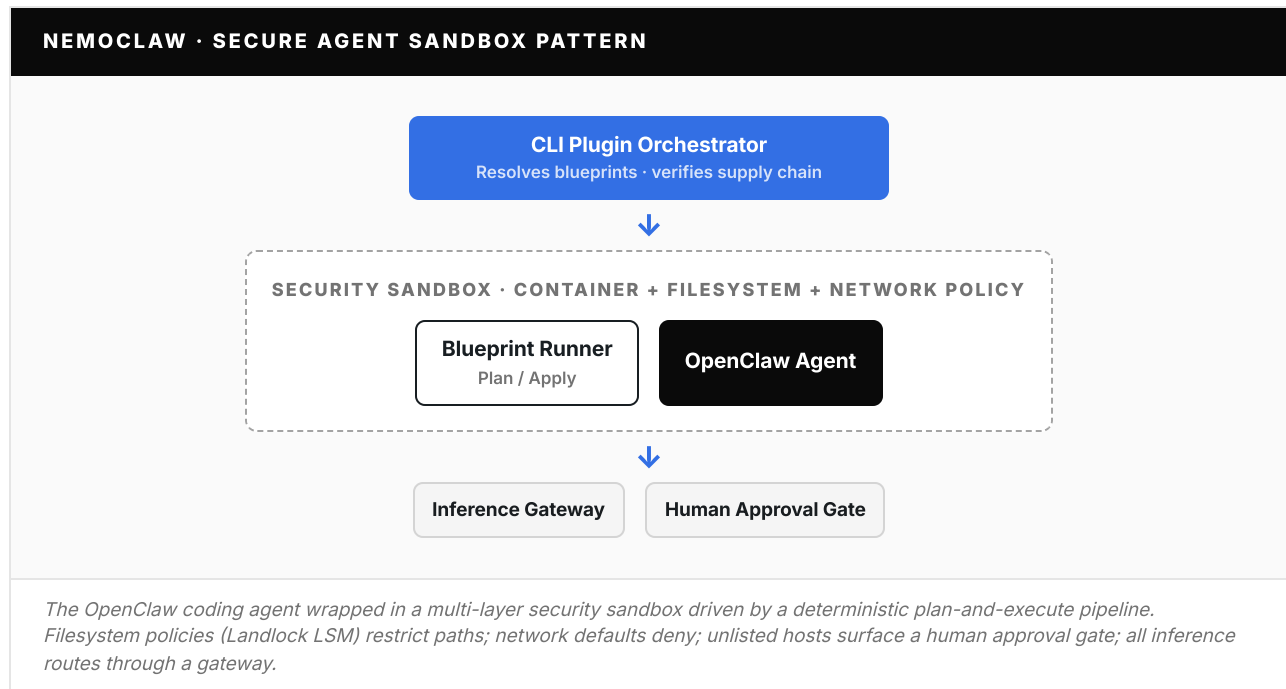 NEMOCLAW · SECURE AGENT SANDBOX PATTERN
CLI Plugin Orchestrator
Resolves blueprints · verifies supply chain
SECURITY SANDBOX · CONTAINER + FILESYSTEM + NETWORK POLICY
Blueprint Runner
Plan / Apply
OpenClaw Agent
Inference Gateway
Human Approval Gate
The OpenClaw coding agent wrapped in a multi-layer security sandbox driven by a deterministic plan-and-execute pipeline.
Filesystem policies (Landlock LSM) restrict paths; network defaults deny; unlisted hosts surface a human approval gate; all inference
routes through a gateway.